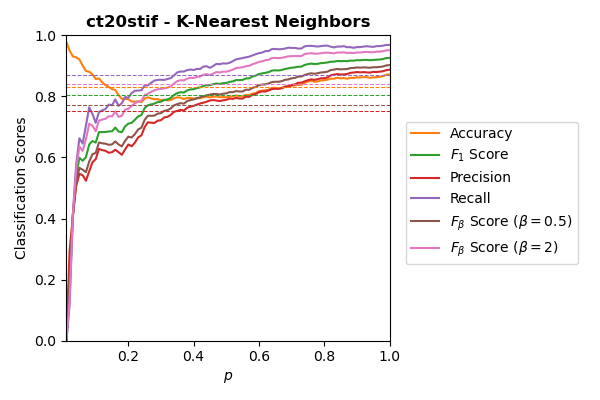 ct20stif - K-Nearest Neighbors
1.0
0.8
0.6
0.4
0.2
0.0
Classification Scores
0.2 0.4 0.6 0.8 1.0
p
Accuracy
F₁ Score
Precision
Recall
Fᵦ Score (β = 0.5)
Fᵦ Score (β = 2)